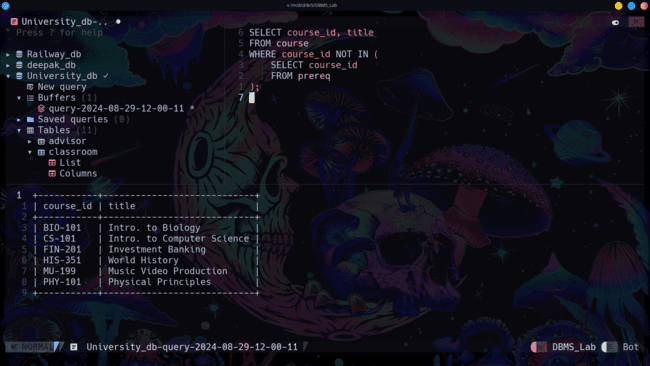 University_db-..
" Press ? for help
Railway_db
deepak_db
University_db ✓
New query
Buffers (1)
query-2024-08-29-12-00-11 *
Saved queries (0)
Tables (11)
advisor
classroom
List
Columns
6 SELECT course_id, title
5 FROM course
4 WHERE course_id NOT IN (
3 SELECT course_id
2 FROM prereq
1 );
7
1 +-----------+----------------------------+
1 | course_id | title |
2 +-----------+----------------------------+
3 | BIO-101 | Intro. to Biology |
4 | CS-101 | Intro. to Computer Science |
5 | FIN-201 | Investment Banking |
6 | HIS-351 | World History |
7 | MU-199 | Music Video Production |
8 | PHY-101 | Physical Principles |
9 +-----------+----------------------------+
NORMAL University_db-query-2024-08-29-12-00-11 DBMS_Lab Bot